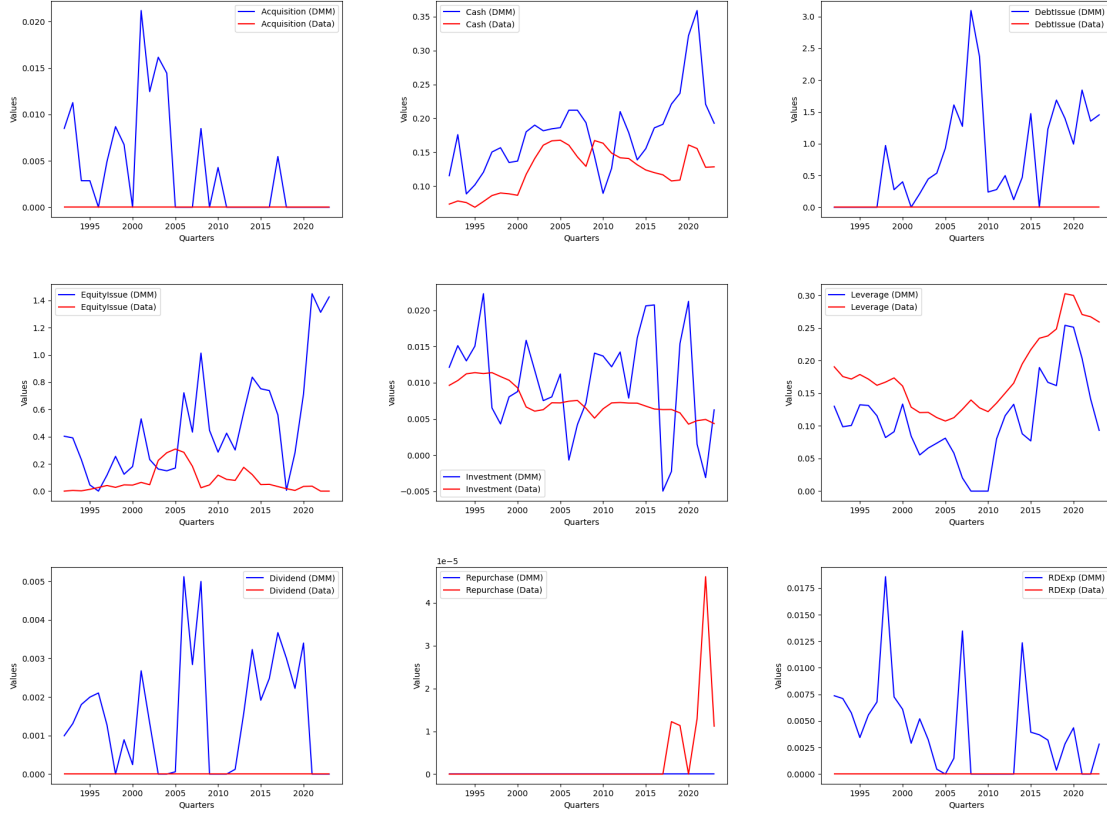 Acquisition (DMM)
Acquisition (Data)
Values
0.020
0.015
0.010
0.005
0.000
1995 2000 2005 2010 2015 2020
Quarters
Cash (DMM)
Cash (Data)
Values
0.35
0.30
0.25
0.20
0.15
0.10
1995 2000 2005 2010 2015 2020
Quarters
DebtIssue (DMM)
DebtIssue (Data)
Values
3.0
2.5
2.0
1.5
1.0
0.5
0.0
1995 2000 2005 2010 2015 2020
Quarters
EquityIssue (DMM)
EquityIssue (Data)
Values
1.4
1.2
1.0
0.8
0.6
0.4
0.2
0.0
1995 2000 2005 2010 2015 2020
Quarters
Investment (DMM)
Investment (Data)
Values
0.020
0.015
0.010
0.005
0.000
−0.005
1995 2000 2005 2010 2015 2020
Quarters
Leverage (DMM)
Leverage (Data)
Values
0.30
0.25
0.20
0.15
0.10
0.05
0.00
1995 2000 2005 2010 2015 2020
Quarters
Dividend (DMM)
Dividend (Data)
Values
0.005
0.004
0.003
0.002
0.001
0.000
1995 2000 2005 2010 2015 2020
Quarters
1e−5
Repurchase (DMM)
Repurchase (Data)
Values
4
3
2
1
0
1995 2000 2005 2010 2015 2020
Quarters
RDExp (DMM)
RDExp (Data)
Values
0.0175
0.0150
0.0125
0.0100
0.0075
0.0050
0.0025
0.0000
1995 2000 2005 2010 2015 2020
Quarters